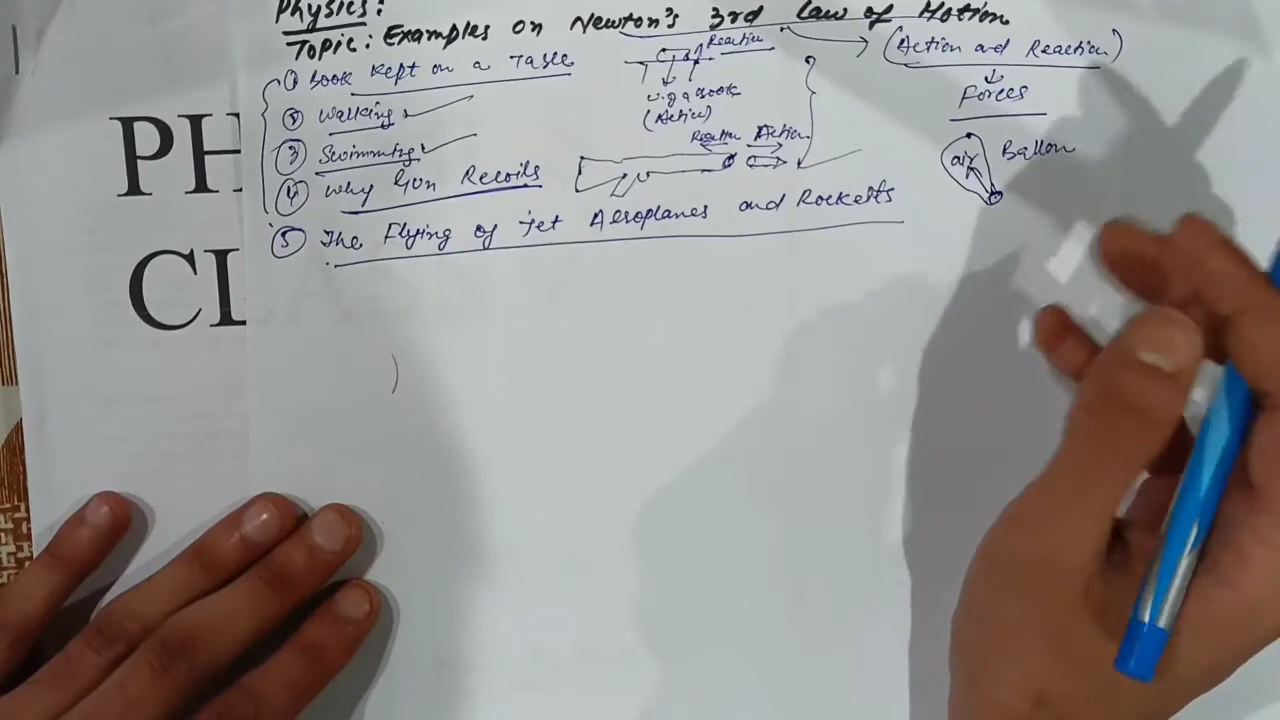 Physics:
Topic: Examples on Newton's 3rd Law of Motion
(Action and Reaction)
Forces
① Book Kept on a Table
② Walking
③ Swimming
④ Why Gun Recoils
⑤ The Flying of jet Aeroplanes and Rocketts
Reaction
(Action)
Reaction Action
air Ballon
PH
CL